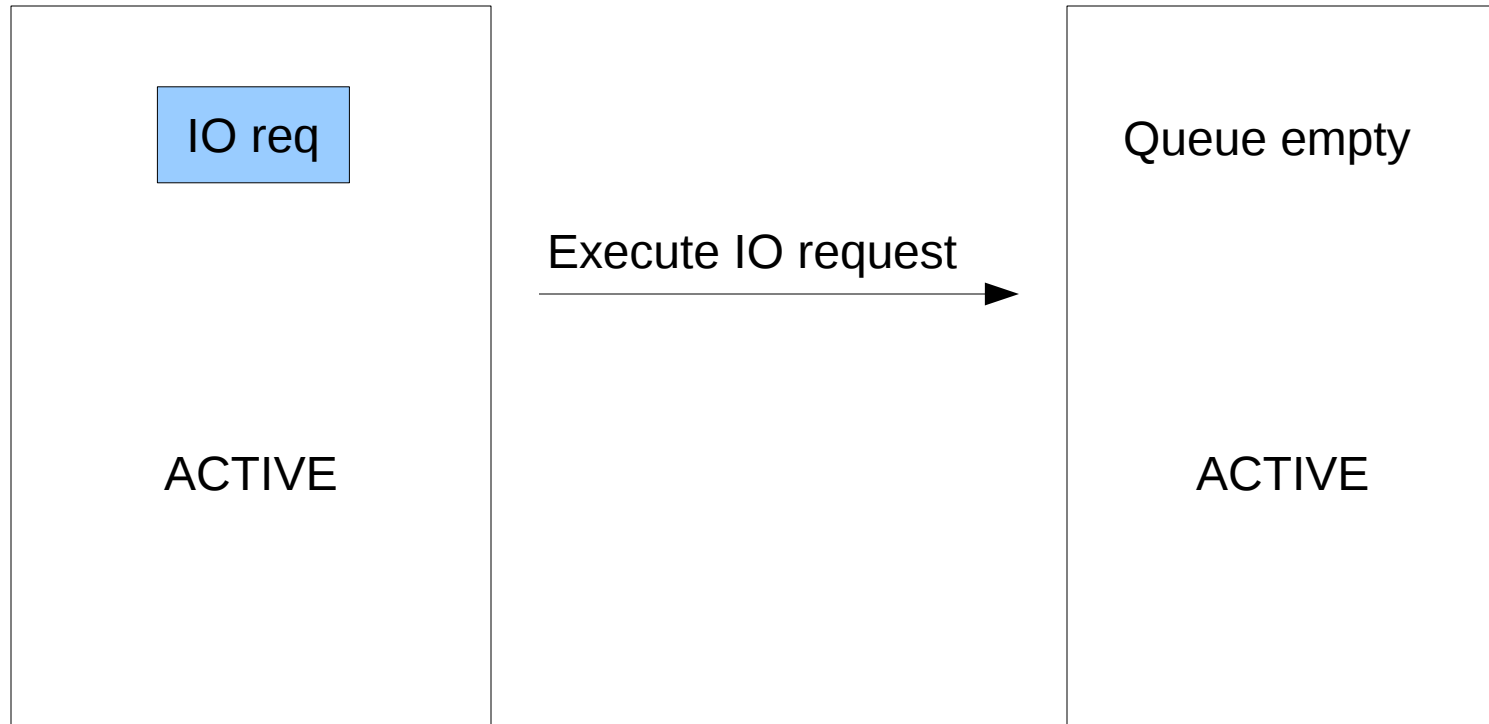 IO req
Queue empty
Execute IO request
ACTIVE
ACTIVE